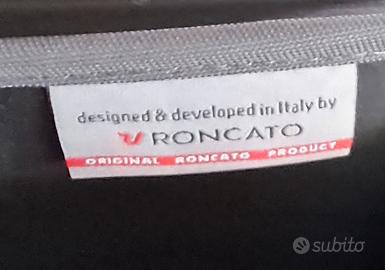 designed & developed in Italy by
RONCATO
ORIGINAL RONCATO PRODUCT
subito